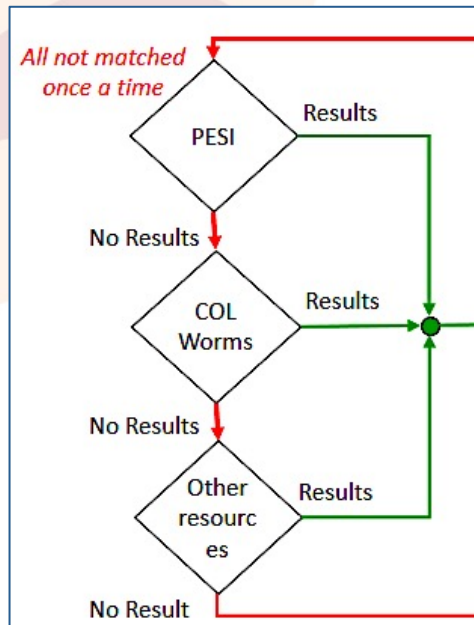 All not matched
once a time
Results
PESI
No Results
Results
COL
Worms
No Results
Results
Other
resourc
es
No Result